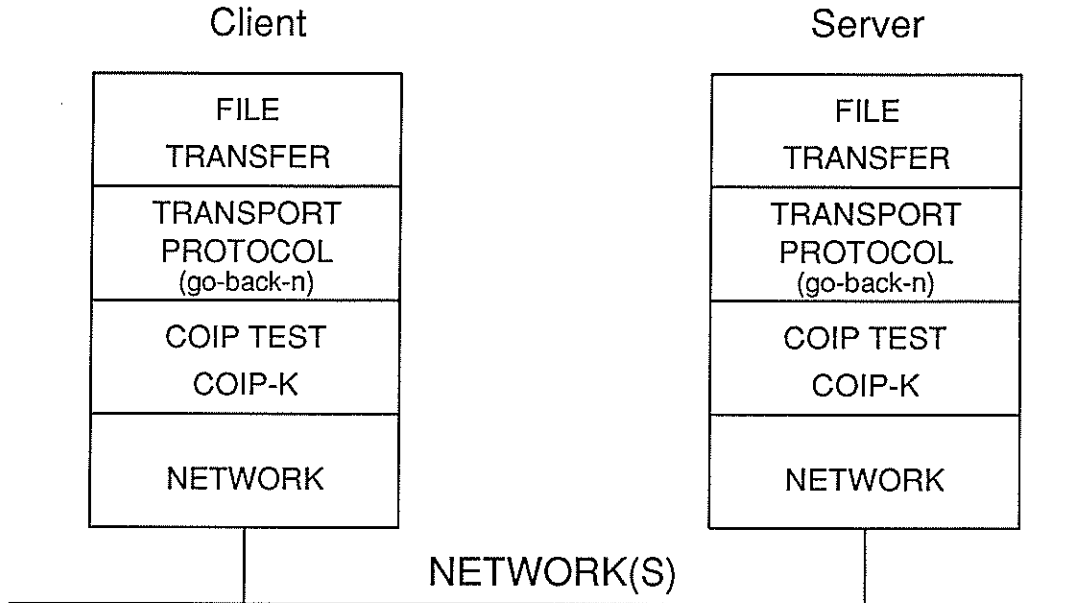 Client
FILE
TRANSFER
TRANSPORT
PROTOCOL
(go-back-n)
COIP TEST
COIP-K
NETWORK
Server
FILE
TRANSFER
TRANSPORT
PROTOCOL
(go-back-n)
COIP TEST
COIP-K
NETWORK
NETWORK(S)